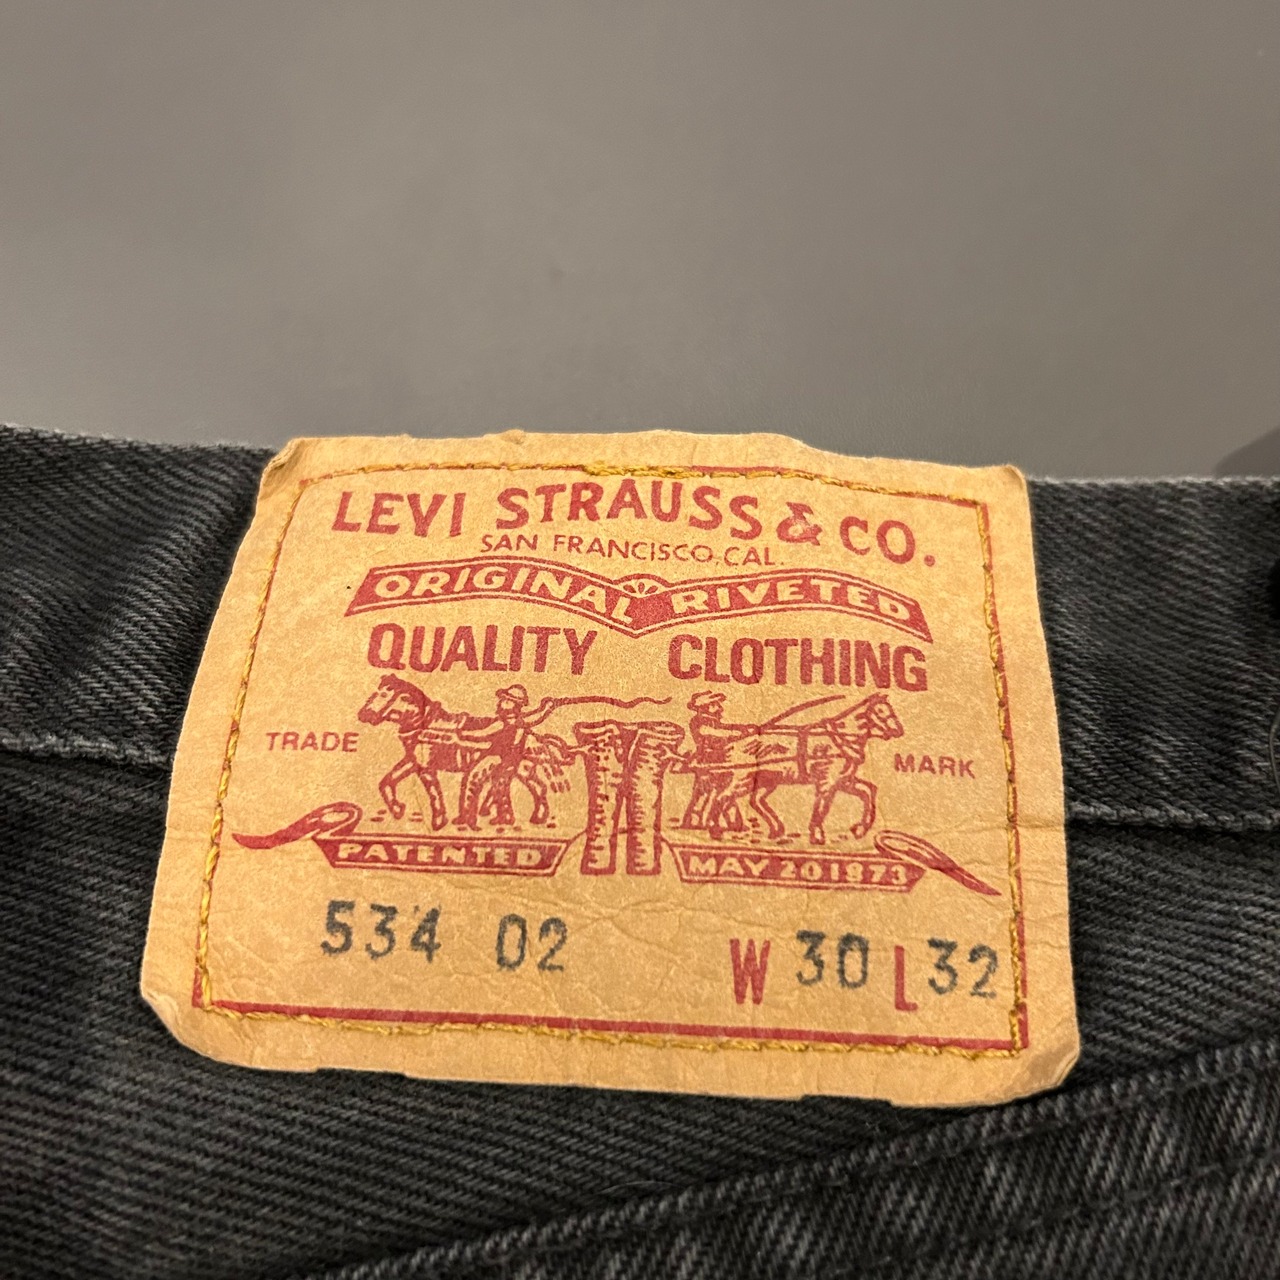 LEVI STRAUSS & CO.
SAN FRANCISCO, CAL.
ORIGINAL RIVETED
QUALITY CLOTHING
TRADE MARK
PATENTED MAY 20 1873
534 02 W 30 L 32